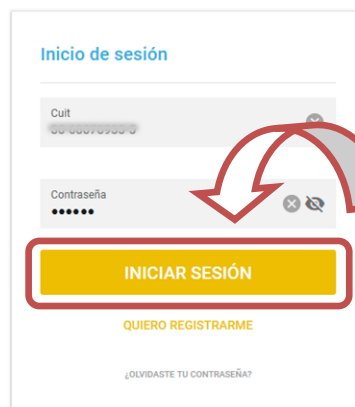 Inicio de sesión
Cuit
Contraseña
••••••
INICIAR SESIÓN
QUIERO REGISTRARME
¿OLVIDASTE TU CONTRASEÑA?